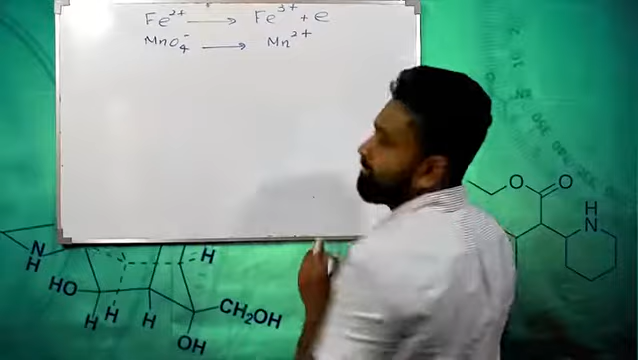 Fe²⁺ → Fe³⁺ + e
MnO₄⁻ → Mn²⁺
O
O
H
N
N
H
H
HO
CH₂OH
H
H
H
OH